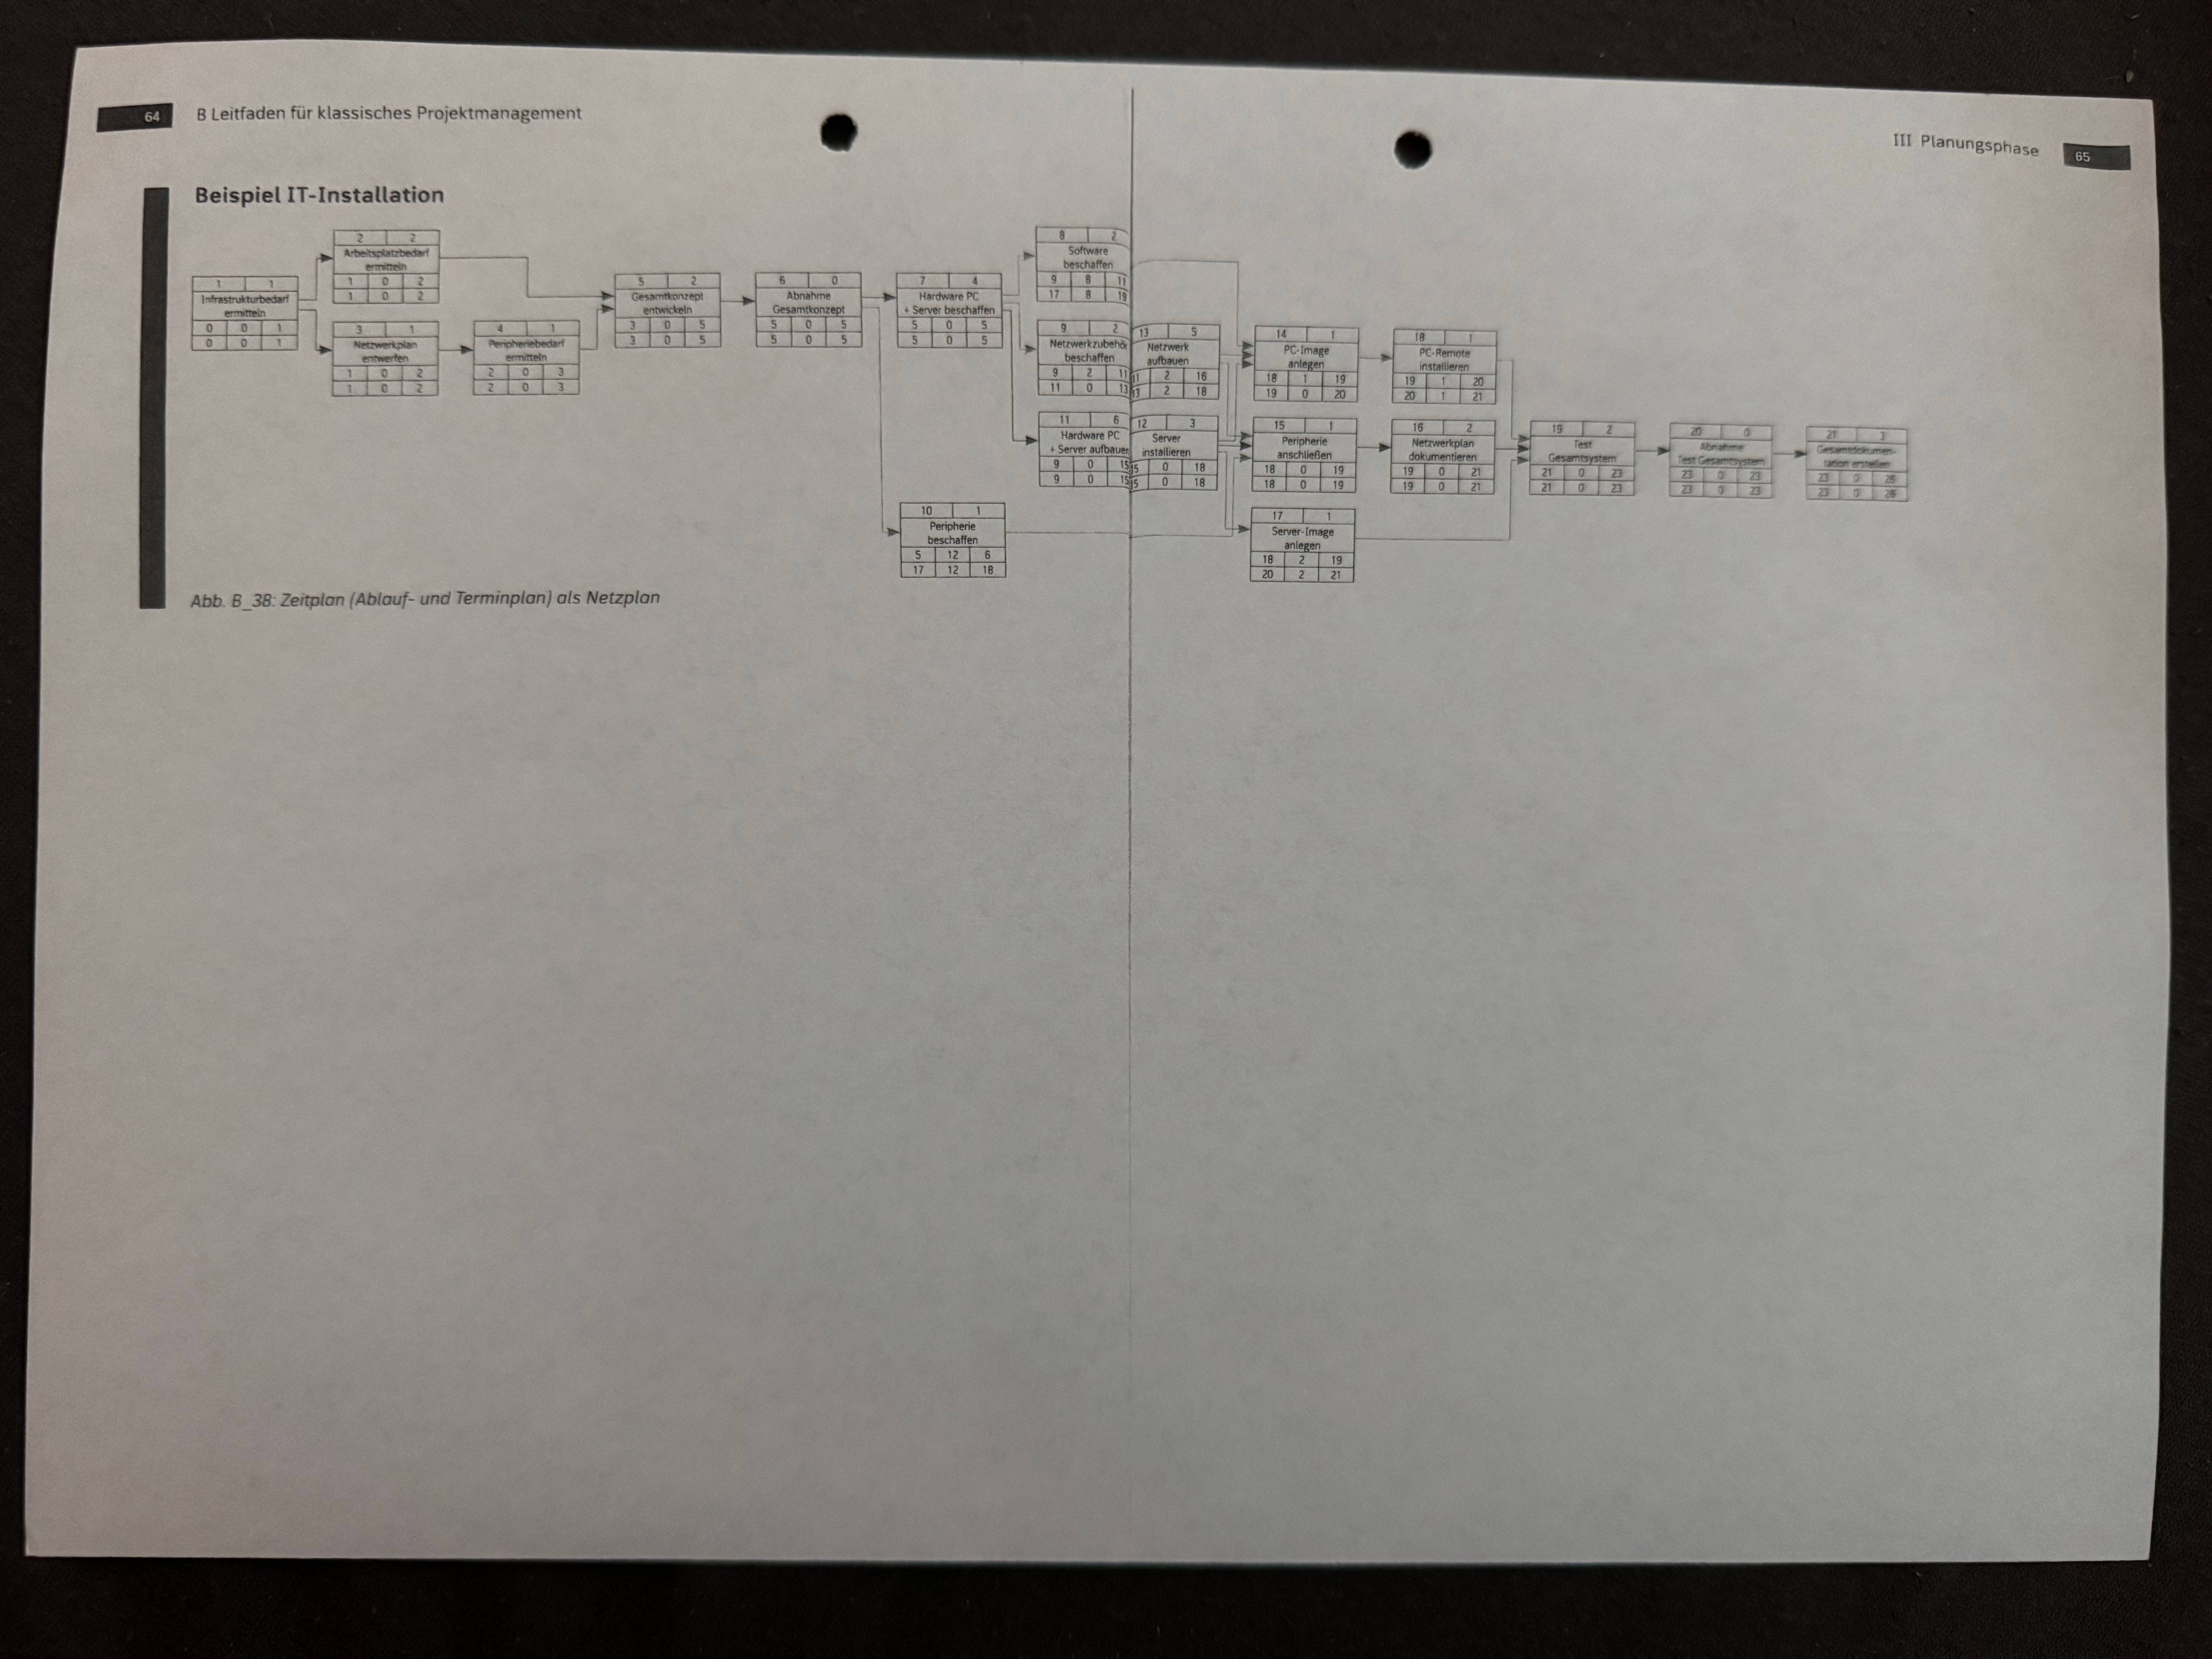 64
B Leitfaden für klassisches Projektmanagement
III Planungsphase
65
Beispiel IT-Installation
1 1
Infrastrukturbedarf
ermitteln
0 0 1
0 0 1
2 2
Arbeitsplatzbedarf
ermitteln
1 0 2
1 0 2
3 1
Netzwerkplan
entwerfen
1 0 2
1 0 2
4 1
Peripheriebedarf
ermitteln
2 0 3
2 0 3
5 2
Gesamtkonzept
entwickeln
3 0 5
3 0 5
6 0
Abnahme
Gesamtkonzept
5 0 5
5 0 5
7 4
Hardware PC
+ Server beschaffen
5 0 5
5 0 5
8 2
Software
beschaffen
9 8 11
17 8 19
9 2
Netzwerkzubehö
beschaffen
9 2 11
11 0 13
11 6
Hardware PC
+ Server aufbauen
9 0 15
9 0 15
10 1
Peripherie
beschaffen
5 12 6
17 12 18
13 5
Netzwerk
aufbauen
11 2 16
13 2 18
12 3
Server
installieren
15 0 18
15 0 18
14 1
PC-Image
anlegen
18 1 19
19 0 20
15 1
Peripherie
anschließen
18 0 19
18 0 19
17 1
Server-Image
anlegen
18 2 19
20 2 21
18 1
PC-Remote
installieren
19 1 20
20 1 21
16 2
Netzwerkplan
dokumentieren
19 0 21
19 0 21
19 2
Test
Gesamtsystem
21 0 23
21 0 23
20 0
Abnahme
Test Gesamtsystem
23 0 23
23 0 23
21 3
Gesamtdokumen-
tation erstellen
23 0 26
23 0 26
Abb. B_38: Zeitplan (Ablauf- und Terminplan) als Netzplan